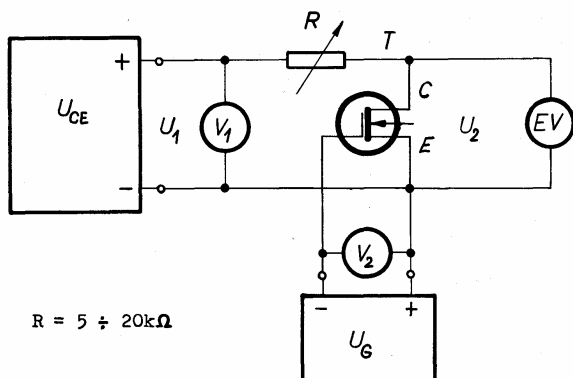 R
T
+
C
U_CE
U_1
V_1
U_2
EV
E
-
V_2
-
+
R = 5 ÷ 20kΩ
U_G